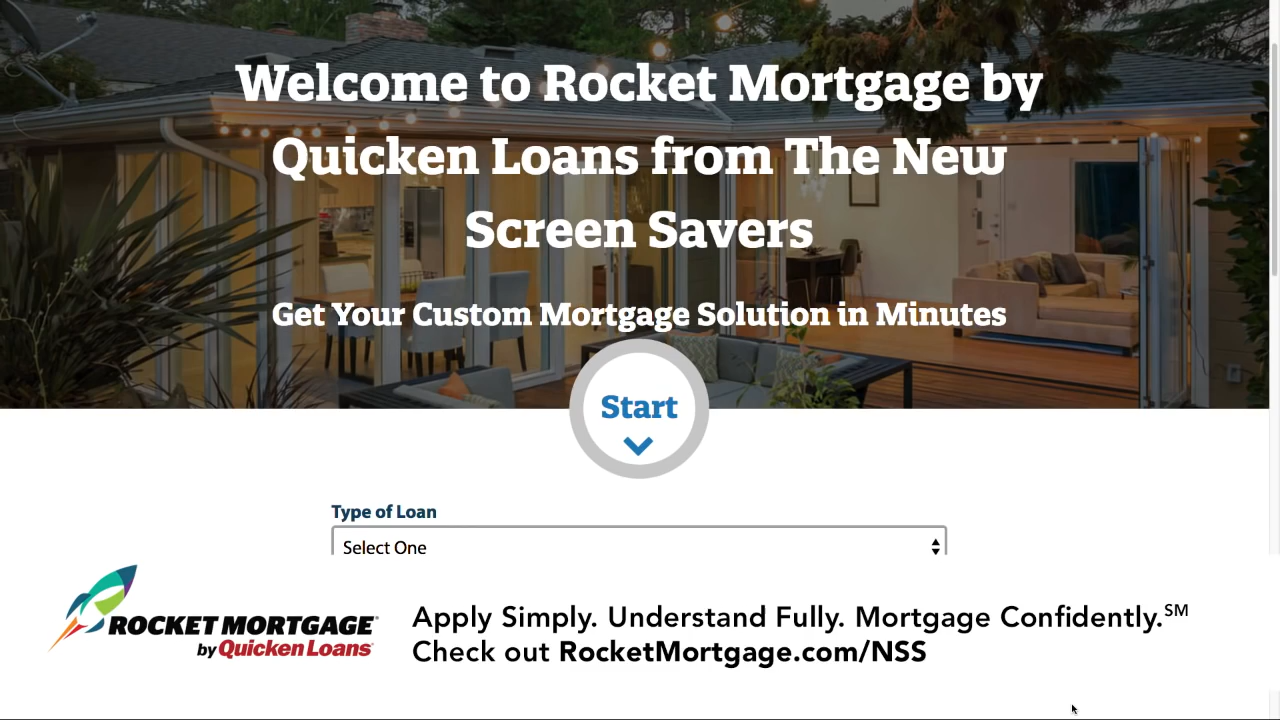 Welcome to Rocket Mortgage by
Quicken Loans from The New
Screen Savers
Get Your Custom Mortgage Solution in Minutes
Start
Type of Loan
Select One
ROCKET MORTGAGE
by Quicken Loans
Apply Simply. Understand Fully. Mortgage Confidently.SM
Check out RocketMortgage.com/NSS